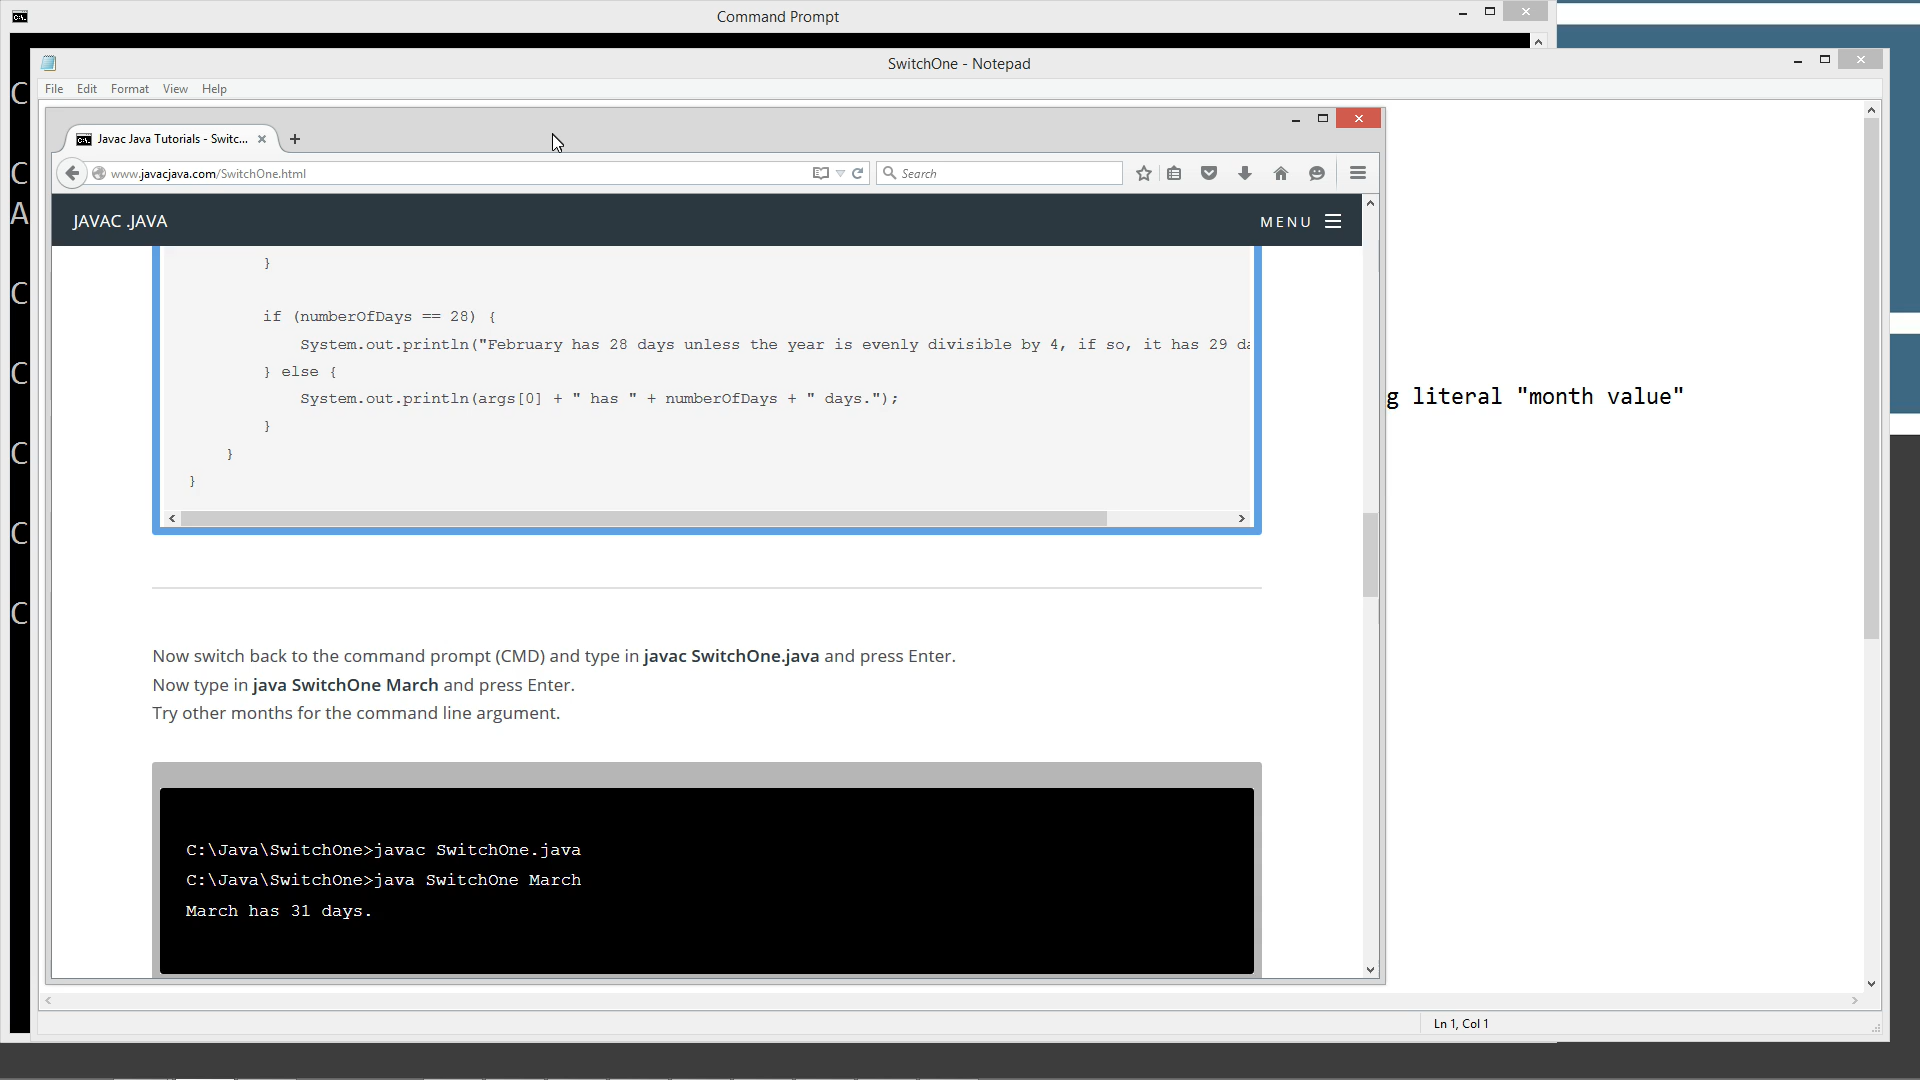 Command Prompt
SwitchOne - Notepad
File Edit Format View Help
Javac Java Tutorials - Switc...
www.javacjava.com/SwitchOne.html
Search
JAVAC .JAVA
MENU
}
if (numberOfDays == 28) {
System.out.println("February has 28 days unless the year is evenly divisible by 4, if so, it has 29 da
} else {
System.out.println(args[0] + " has " + numberOfDays + " days.");
}
}
}
g literal "month value"
Now switch back to the command prompt (CMD) and type in javac SwitchOne.java and press Enter.
Now type in java SwitchOne March and press Enter.
Try other months for the command line argument.
C:\Java\SwitchOne>javac SwitchOne.java
C:\Java\SwitchOne>java SwitchOne March
March has 31 days.
Ln 1, Col 1
C
C
A
C
C
C
C
C